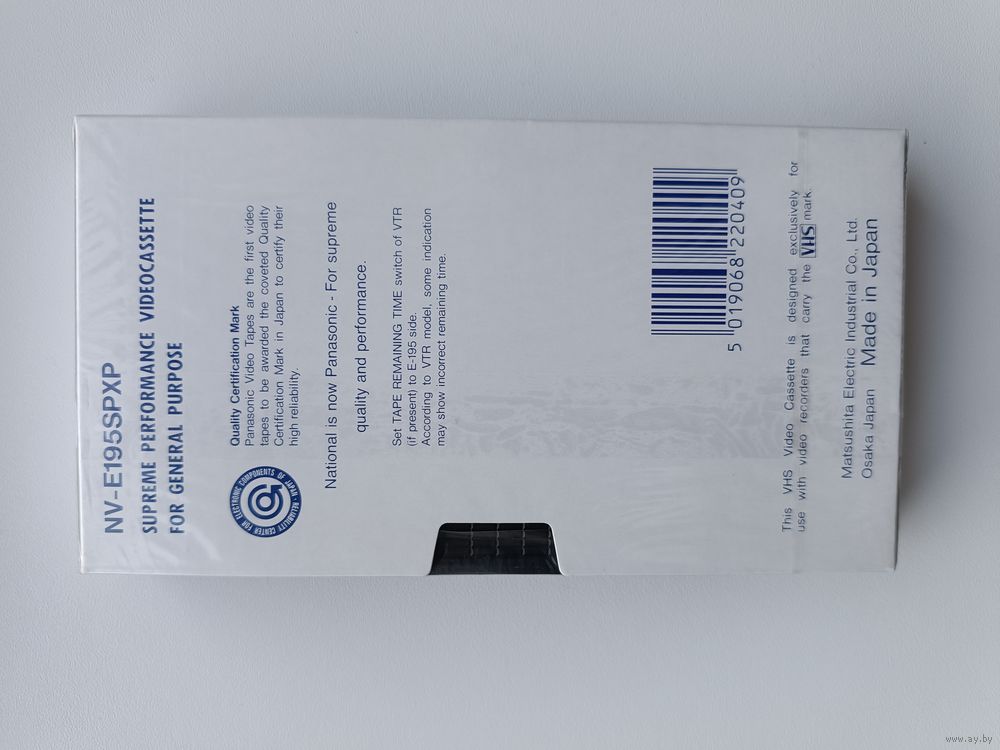 NV-E195SPXP
SUPREME PERFORMANCE VIDEOCASSETTE
FOR GENERAL PURPOSE
RELIABILITY CENTER FOR ELECTRONIC COMPONENTS OF JAPAN
Quality Certification Mark
Panasonic Video Tapes are the first video
tapes to be awarded the coveted Quality
Certification Mark in Japan to certify their
high reliability.
National is now Panasonic - For supreme
quality and performance.
Set TAPE REMAINING TIME switch of VTR
(if present) to E-195 side.
According to VTR model, some indication
may show incorrect remaining time.
5 019068 220409
This VHS Video Cassette is designed exclusively for
use with video recorders that carry the VHS mark.
Matsushita Electric Industrial Co., Ltd.
Osaka Japan Made in Japan
www.ay.by